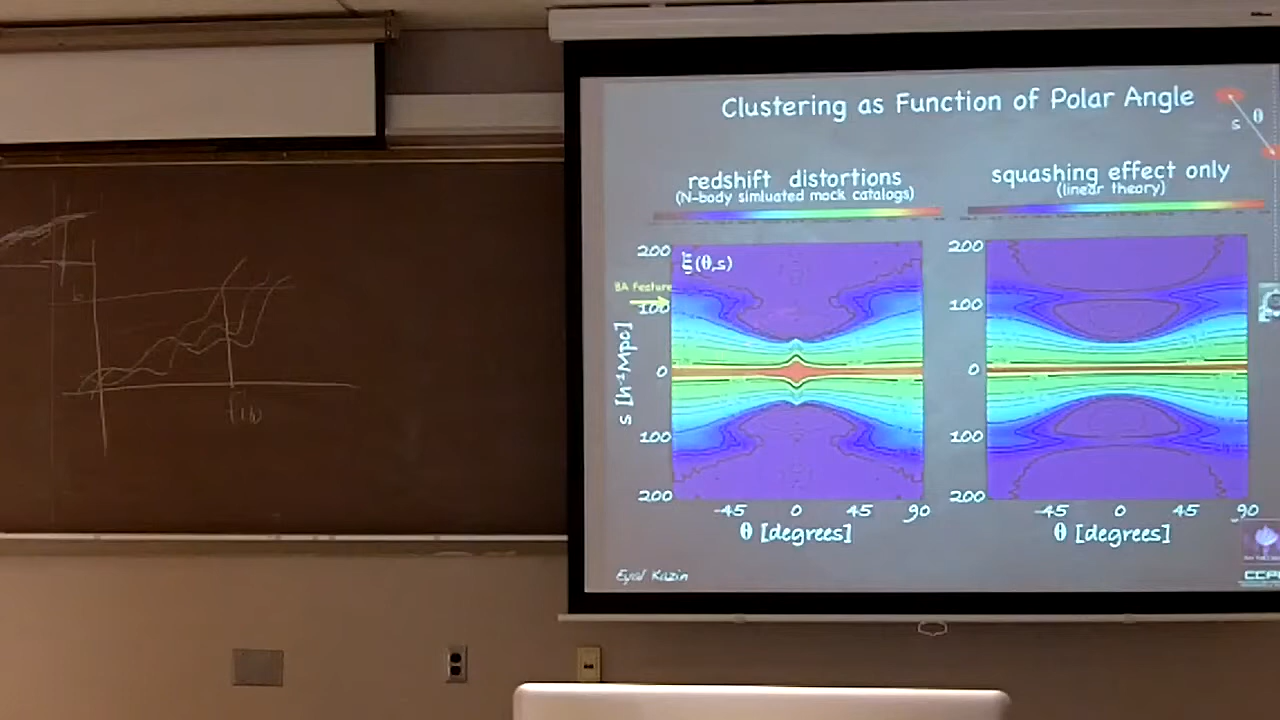 Clustering as Function of Polar Angle
s θ
redshift distortions
(N-body simluated mock catalogs)
squashing effect only
(linear theory)
ξ(θ,s)
BA feature
s [h⁻¹Mpc]
200
100
0
100
200
-45 0 45 90
θ [degrees]
200
100
0
100
200
-45 0 45 90
θ [degrees]
Eyal Kazin